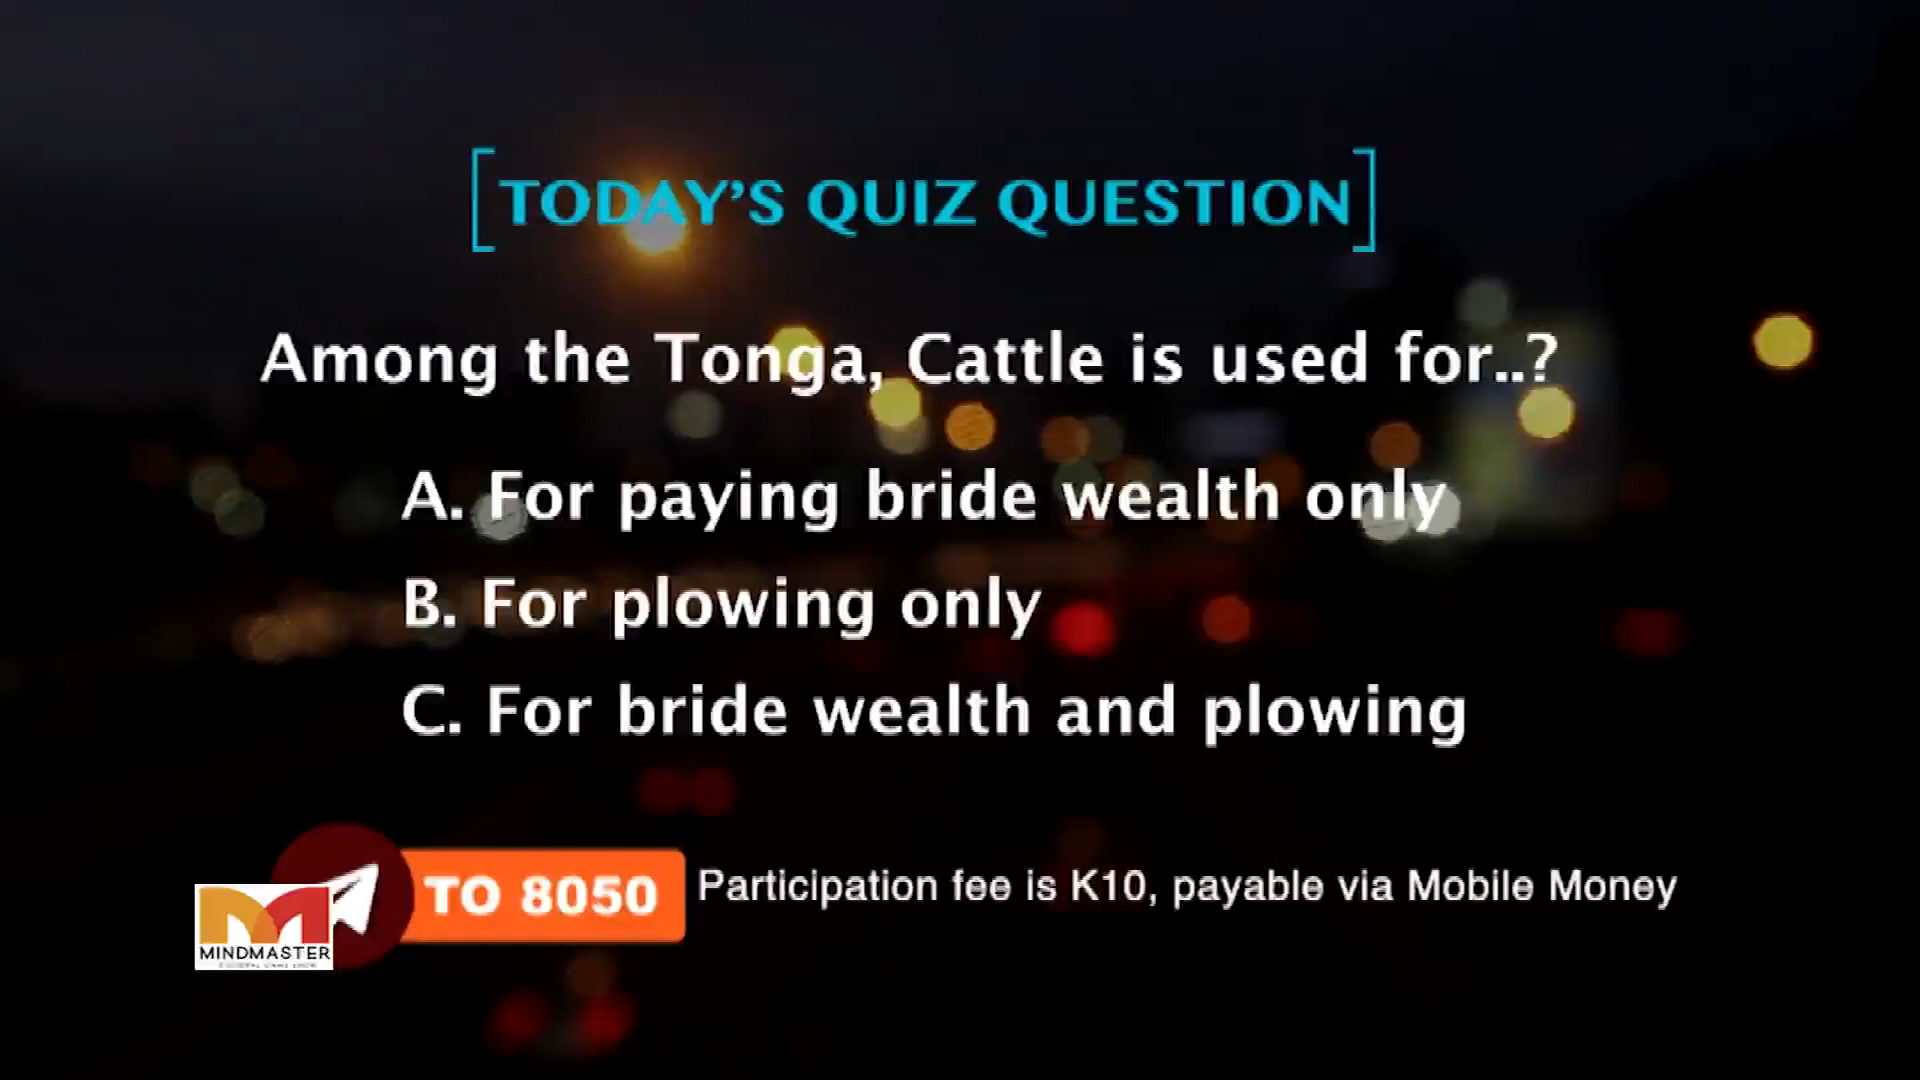 TODAY'S QUIZ QUESTION
Among the Tonga, Cattle is used for..?
A. For paying bride wealth only
B. For plowing only
C. For bride wealth and plowing
TO 8050
Participation fee is K10, payable via Mobile Money
MINDMASTER